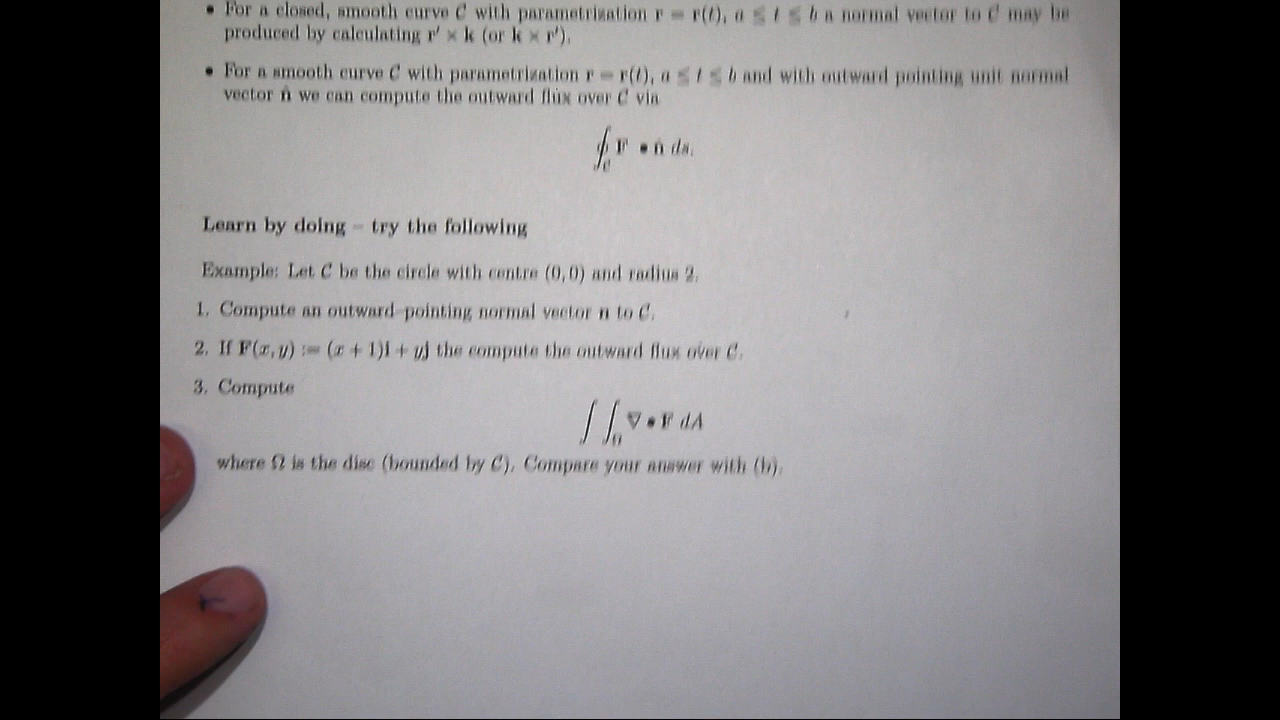 • For a closed, smooth curve C with parametrization r = r(t), a ≤ t ≤ b a normal vector to C may be
produced by calculating r′ × k (or k × r′).
• For a smooth curve C with parametrization r = r(t), a ≤ t ≤ b and with outward pointing unit normal
vector n̂ we can compute the outward flux over C via
∮_C F • n̂ ds.
Learn by doing – try the following
Example: Let C be the circle with centre (0,0) and radius 2.
1. Compute an outward–pointing normal vector n to C.
2. If F(x, y) := (x + 1)i + yj the compute the outward flux over C.
3. Compute
∫∫_Ω ∇ • F dA
where Ω is the disc (bounded by C). Compare your answer with (b).